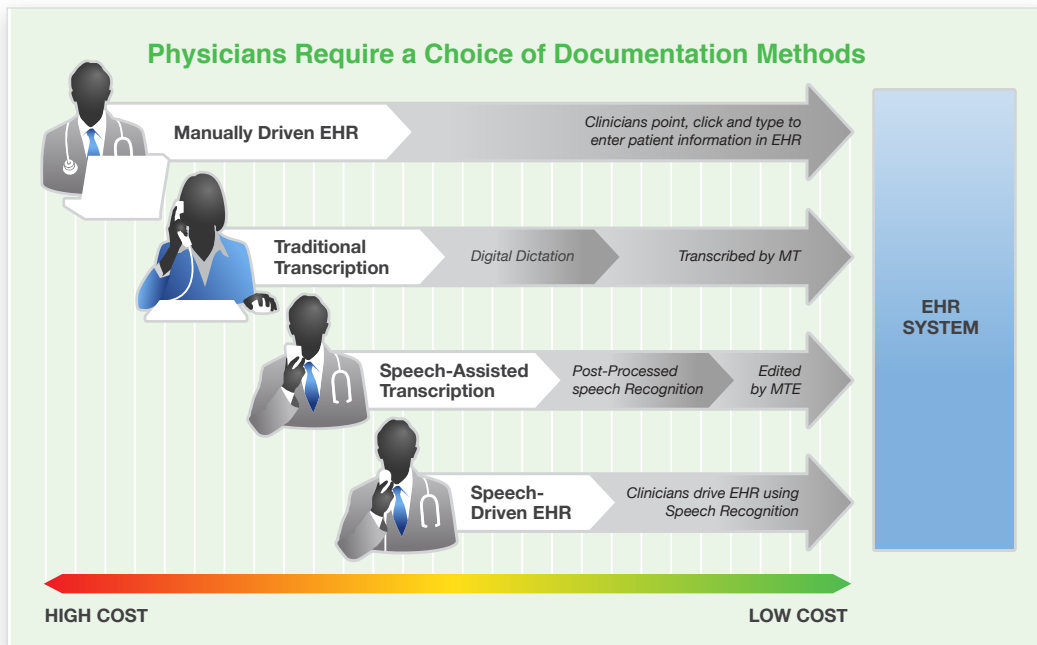 Physicians Require a Choice of Documentation Methods
Manually Driven EHR
Clinicians point, click and type to
enter patient information in EHR
Traditional
Transcription
Digital Dictation
Transcribed by MT
Speech-Assisted
Transcription
Post-Processed
speech Recognition
Edited
by MTE
Speech-
Driven EHR
Clinicians drive EHR using
Speech Recognition
EHR
SYSTEM
HIGH COST
LOW COST